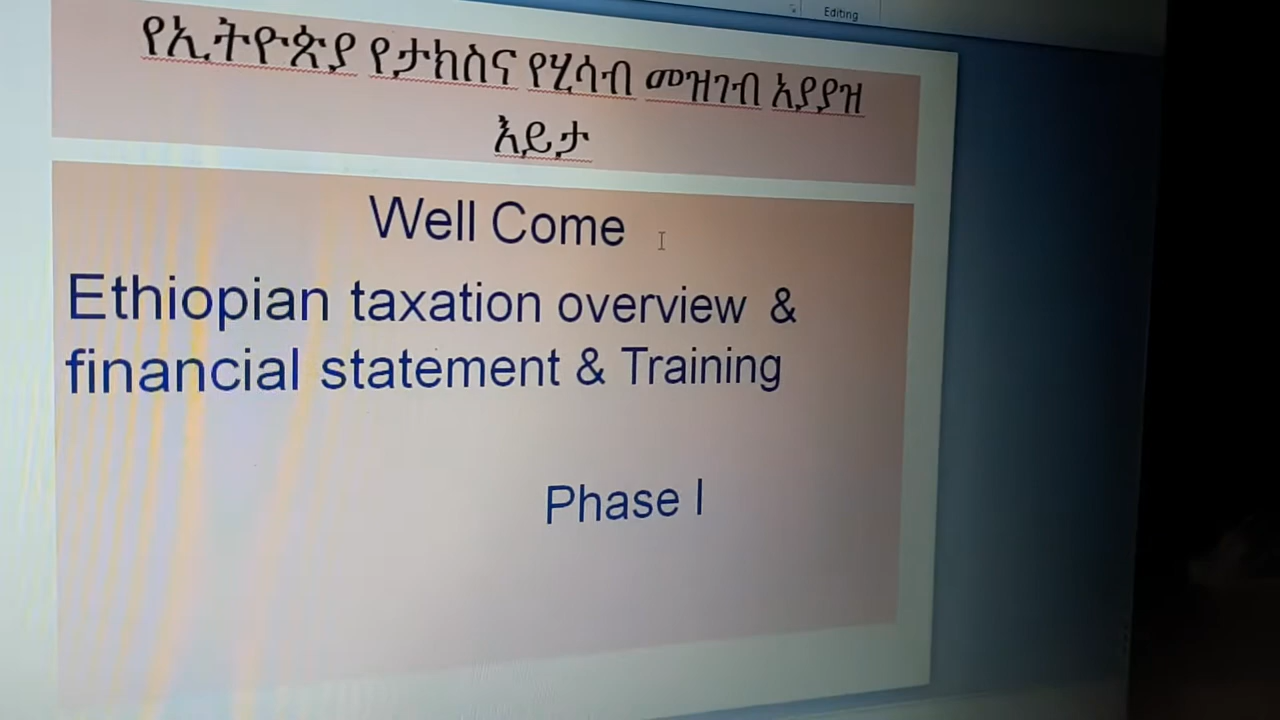 Editing
የኢትዮጵያ የታክስና የሂሳብ መዝገብ አያያዝ
እይታ
Well Come
Ethiopian taxation overview &
financial statement & Training
Phase I